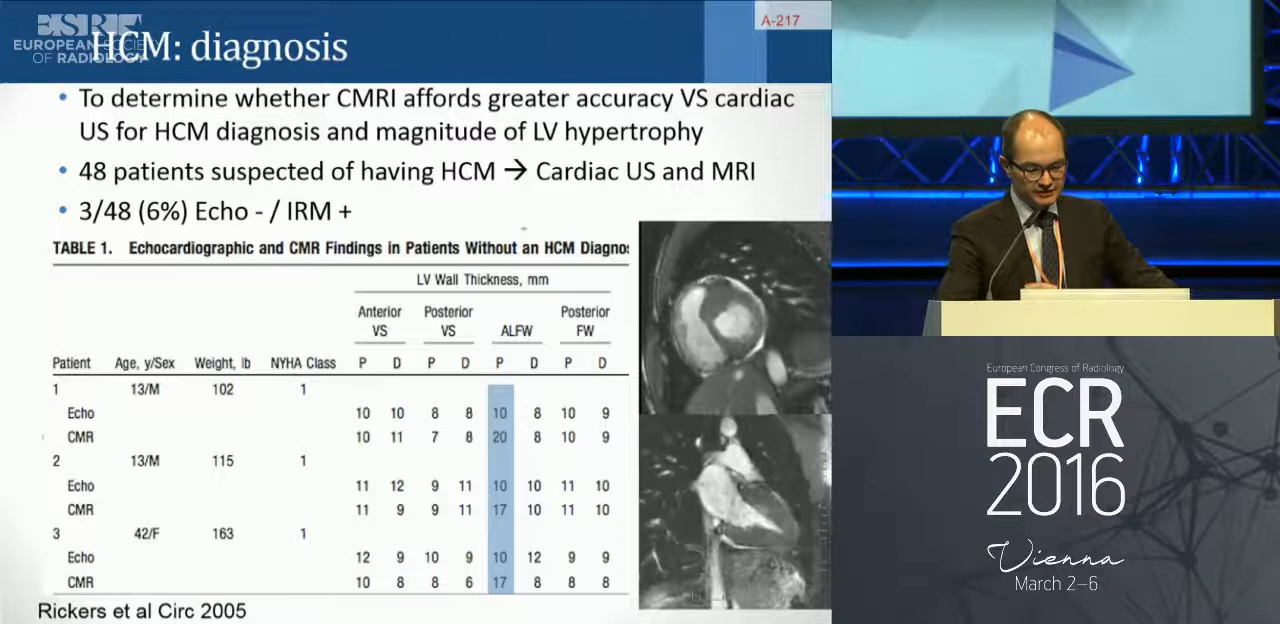 ESRF
EUROPEAN SOCIETY
OF RADIOLOGY
HCM: diagnosis
A-217
• To determine whether CMRI affords greater accuracy VS cardiac
US for HCM diagnosis and magnitude of LV hypertrophy
• 48 patients suspected of having HCM → Cardiac US and MRI
• 3/48 (6%) Echo - / IRM +
TABLE 1. Echocardiographic and CMR Findings in Patients Without an HCM Diagno
LV Wall Thickness, mm
Anterior Posterior Posterior
VS VS ALFW FW
Patient Age, y/Sex Weight, lb NYHA Class P D P D P D P D
1 13/M 102 1
Echo 10 10 8 8 10 8 10 9
CMR 10 11 7 8 20 8 10 9
2 13/M 115 1
Echo 11 12 9 11 10 10 11 10
CMR 11 9 9 11 17 10 11 10
3 42/F 163 1
Echo 12 9 10 9 10 12 9 9
CMR 10 8 8 6 17 8 8 8
Rickers et al Circ 2005
European Congress of Radiology
ECR
2016
Vienna
March 2–6